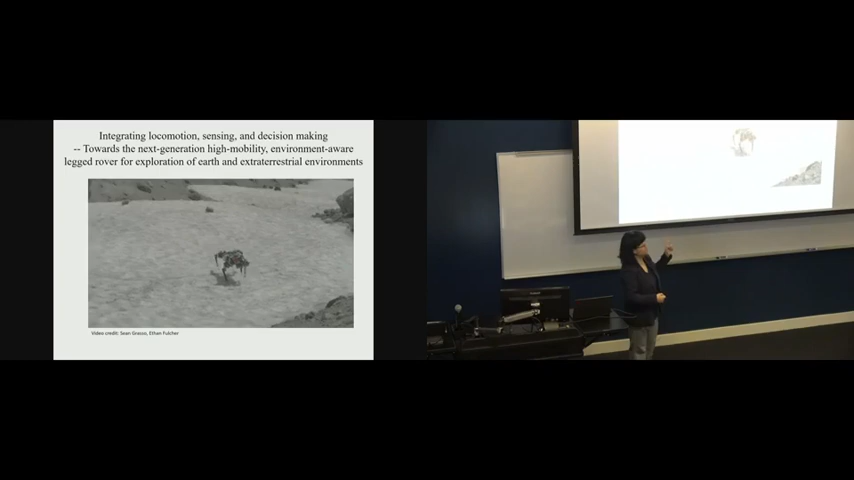 Integrating locomotion, sensing, and decision making
-- Towards the next-generation high-mobility, environment-aware
legged rover for exploration of earth and extraterrestrial environments
Video credit: Sean Grasso, Ethan Fulcher